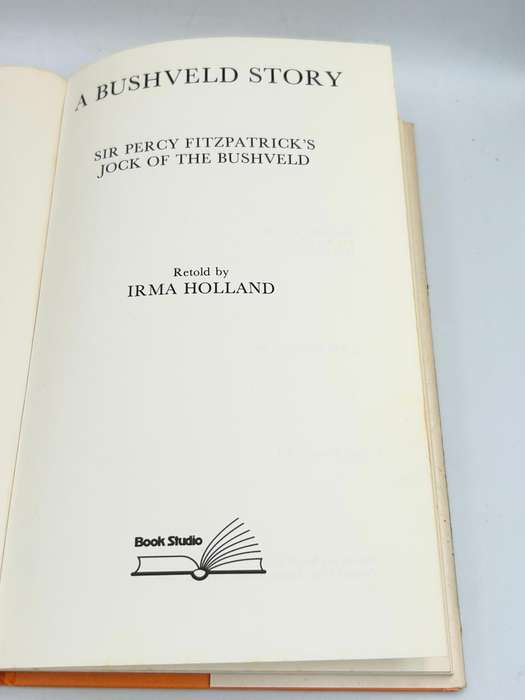 A BUSHVELD STORY
SIR PERCY FITZPATRICK'S
JOCK OF THE BUSHVELD
Retold by
IRMA HOLLAND
Book Studio